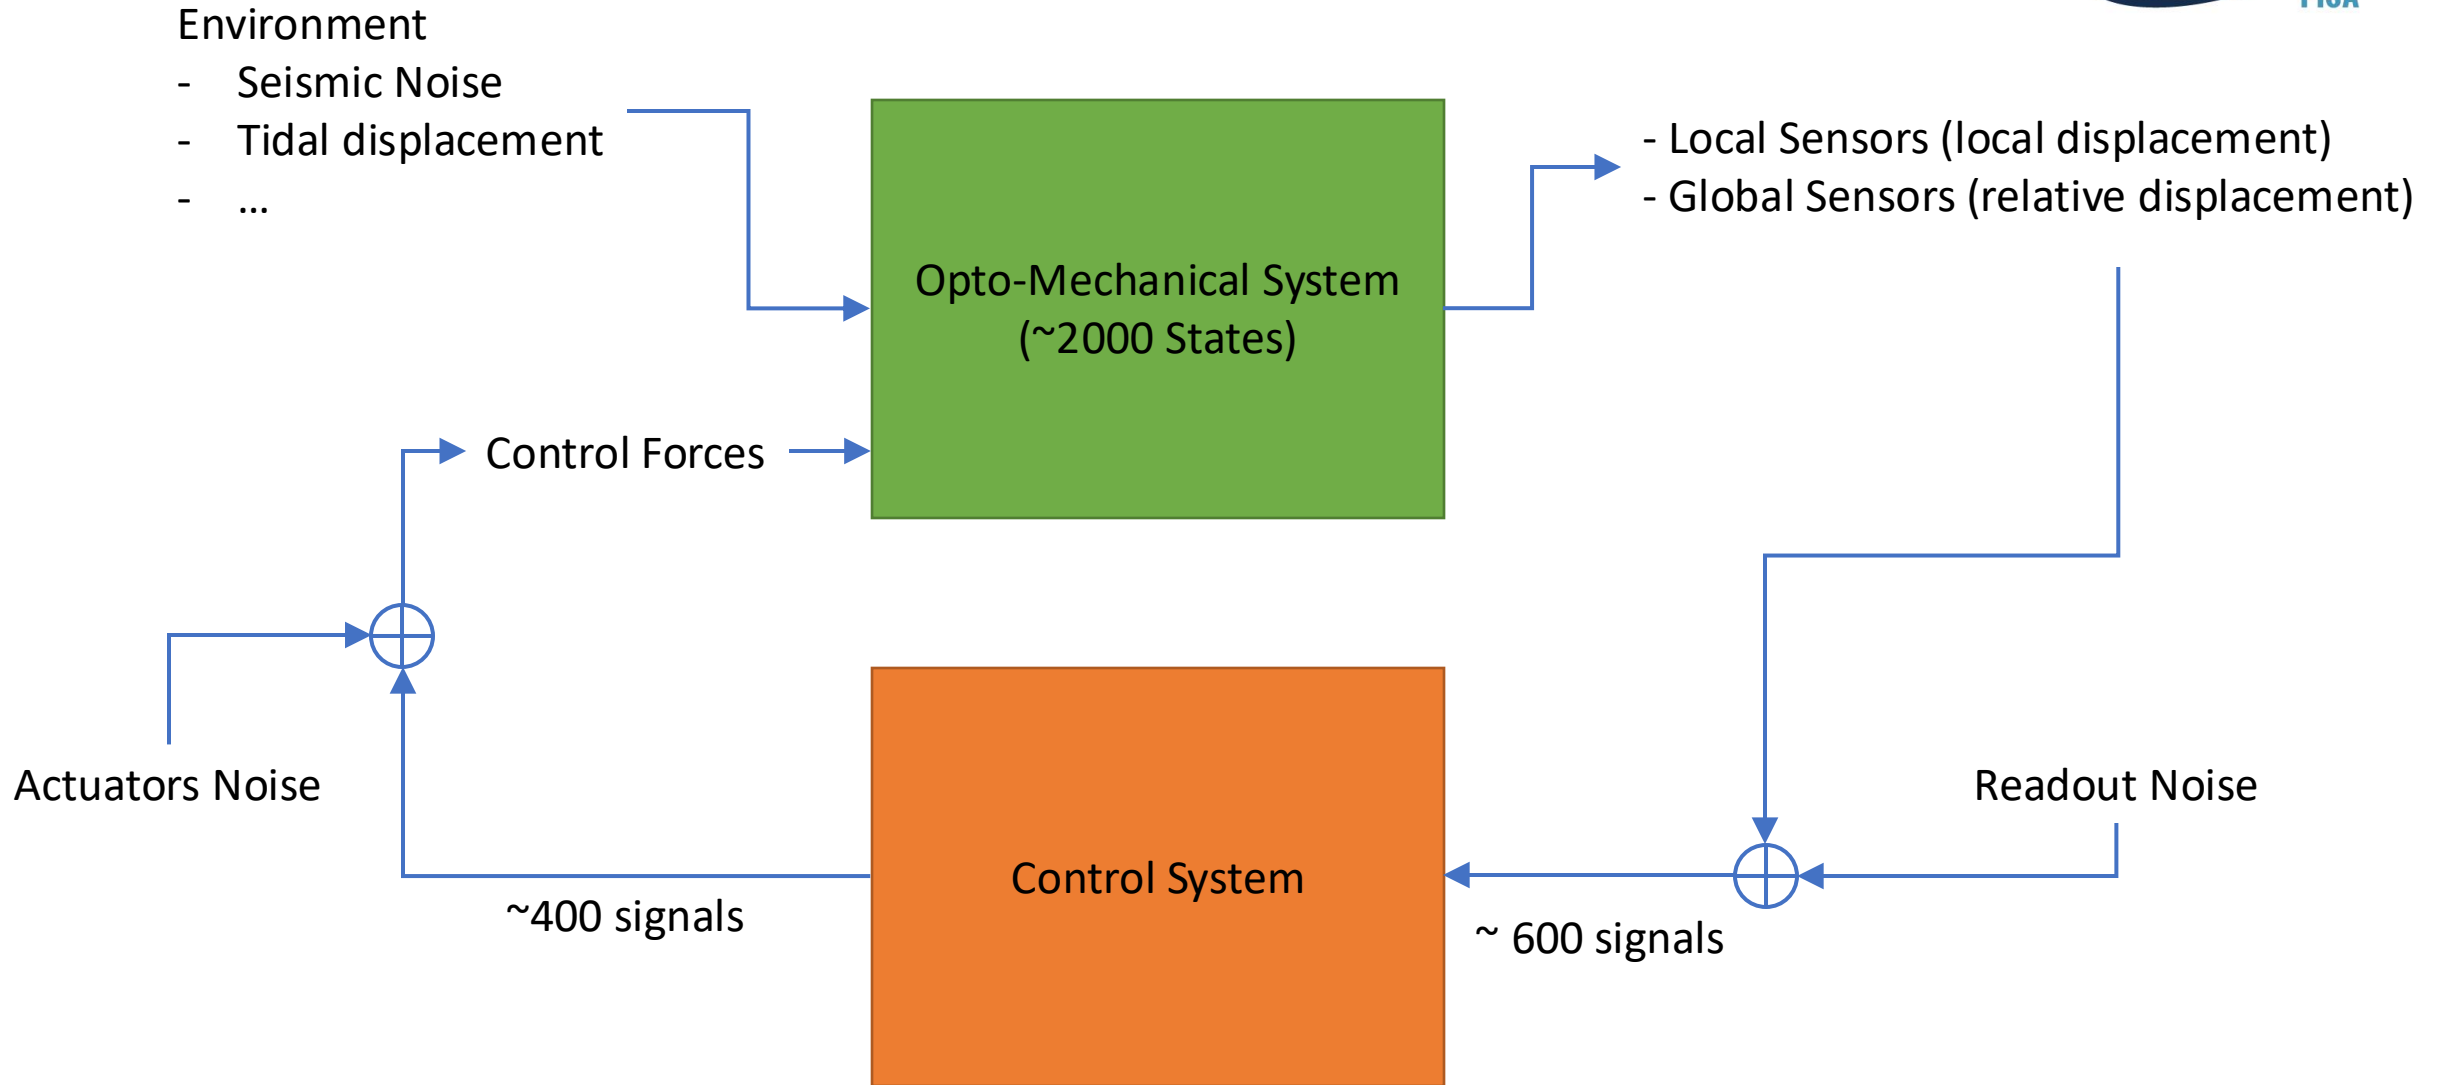 Environment
- Seismic Noise
- Tidal displacement
- ...
- Local Sensors (local displacement)
- Global Sensors (relative displacement)
Opto-Mechanical System
(~2000 States)
Control Forces
Actuators Noise
Readout Noise
Control System
~400 signals
~ 600 signals